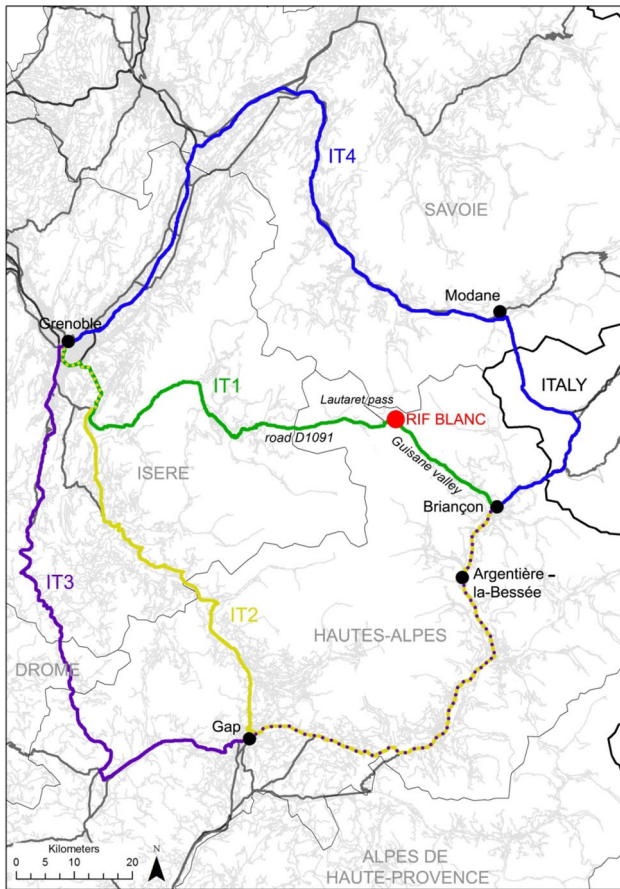 IT4
SAVOIE
Modane
Grenoble
ITALY
IT1
Lautaret pass
RIF BLANC
road D1091
Guisane valley
ISERE
Briançon
Argentière -
la-Bessée
IT3
IT2
HAUTES-ALPES
DROME
Gap
Kilometers
0 5 10 20
N
ALPES DE
HAUTE-PROVENCE